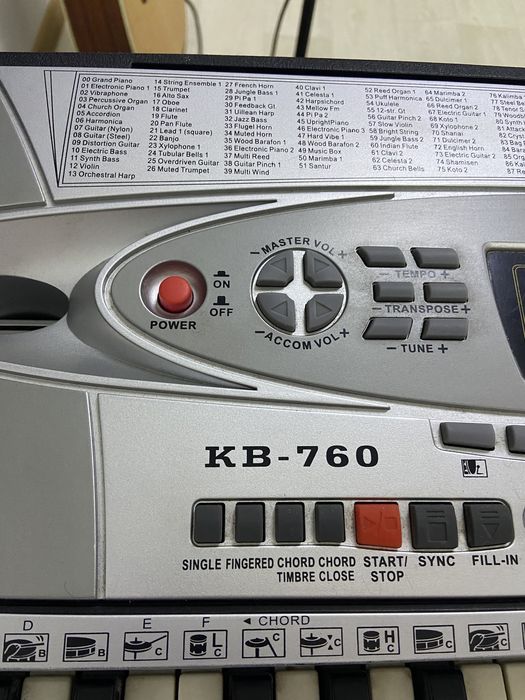 00 Grand Piano
01 Electronic Piano 1
02 Vibraphone
03 Percussive Organ
04 Church Organ
05 Accordion
06 Harmonica
07 Guitar (Nylon)
08 Guitar (Steel)
09 Distortion Guitar
10 Electric Bass
11 Synth Bass
12 Violin
13 Orchestral Harp
14 String Ensemble 1
15 Trumpet
16 Alto Sax
17 Oboe
18 Clarinet
19 Flute
20 Pan Flute
21 Lead 1 (square)
22 Banjo
23 Xylophone 1
24 Tubular Bells 1
25 Overdriven Guitar
26 Muted Trumpet
27 French Horn
28 Jungle Bass 1
29 Pi Pa 1
30 Feedback Gt
31 Uillean Harp
32 Jazz Bass
33 Flugel Horn
34 Muted Horn
35 Wood Barafon 1
36 Electronic Piano 2
37 Multi Reed
38 Guitar Pinch 1
39 Multi Wind
40 Clavi 1
41 Celesta 1
42 Harpsichord
43 Mellow Fm
44 Pi Pa 2
45 UprightPiano
46 Electronic Piano 3
47 Hard Vibe 1
48 Wood Barafon 2
49 Music Box
50 Marimba 1
51 Santur
52 Reed Organ 1
53 Puff Harmonica
54 Ukulele
55 12-str. Gt
56 Guitar Pinch 2
57 Slow Violin
58 Bright String
59 Jungle Bass 2
60 Indian Flute
61 Clavi 2
62 Celesta 2
63 Church Bells
64 Marimba 2
65 Dulcimer 1
66 Reed Organ 2
67 Electric Guitar 1
68 Koto 1
69 Xylophone 2
70 Shanai
71 Dulcimer 2
72 English Horn
73 Electric Guitar 2
74 Shamisen
75 Koto 2
76 Kalimba
77 Steel
78 Tenor S
79
80 Synth
81
82
83 Bag
84 Bara
85
86
87
MASTER VOL +
ON
OFF
POWER
ACCOM VOL +
- TEMPO +
- TRANSPOSE +
- TUNE +
KB-760
SINGLE FINGERED CHORD CHORD START/ SYNC FILL-IN
TIMBRE CLOSE STOP
D E F ◄ CHORD
B B C C C C C C C
L
H